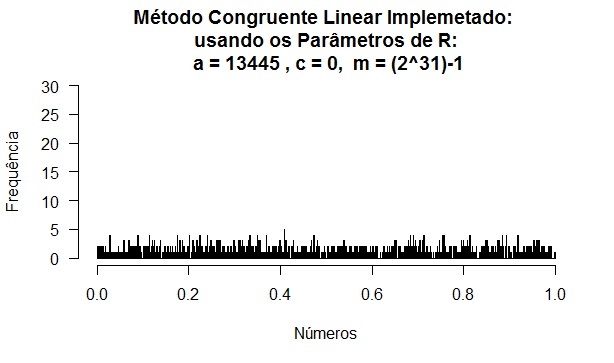 Método Congruente Linear Implemetado:
usando os Parâmetros de R:
a = 13445 , c = 0,  m = (2^31)-1
30
25
20
15
10
5
0
Frequência
0.0 0.2 0.4 0.6 0.8 1.0
Números